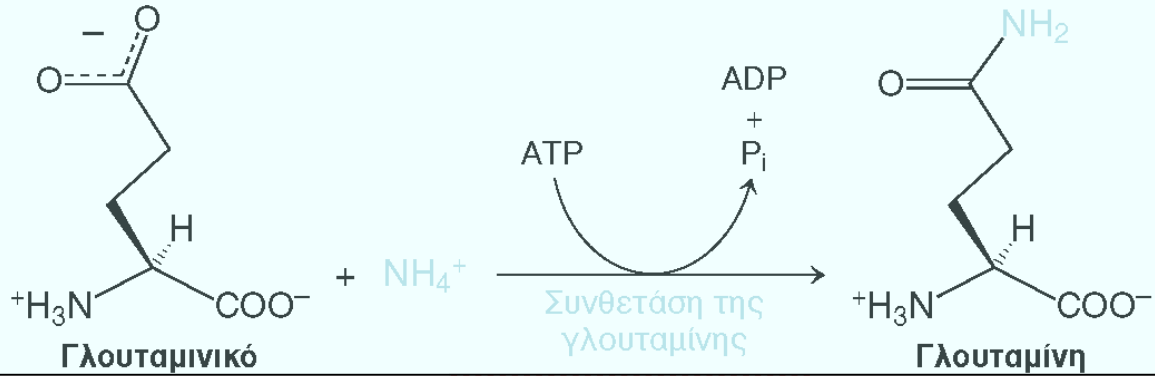 O
−
O
NH₂
O
ADP
+
Pᵢ
ATP
H
H
⁺H₃N
COO⁻
+ NH₄⁺
Συνθετάση της
γλουταμίνης
⁺H₃N
COO⁻
Γλουταμινικό
Γλουταμίνη